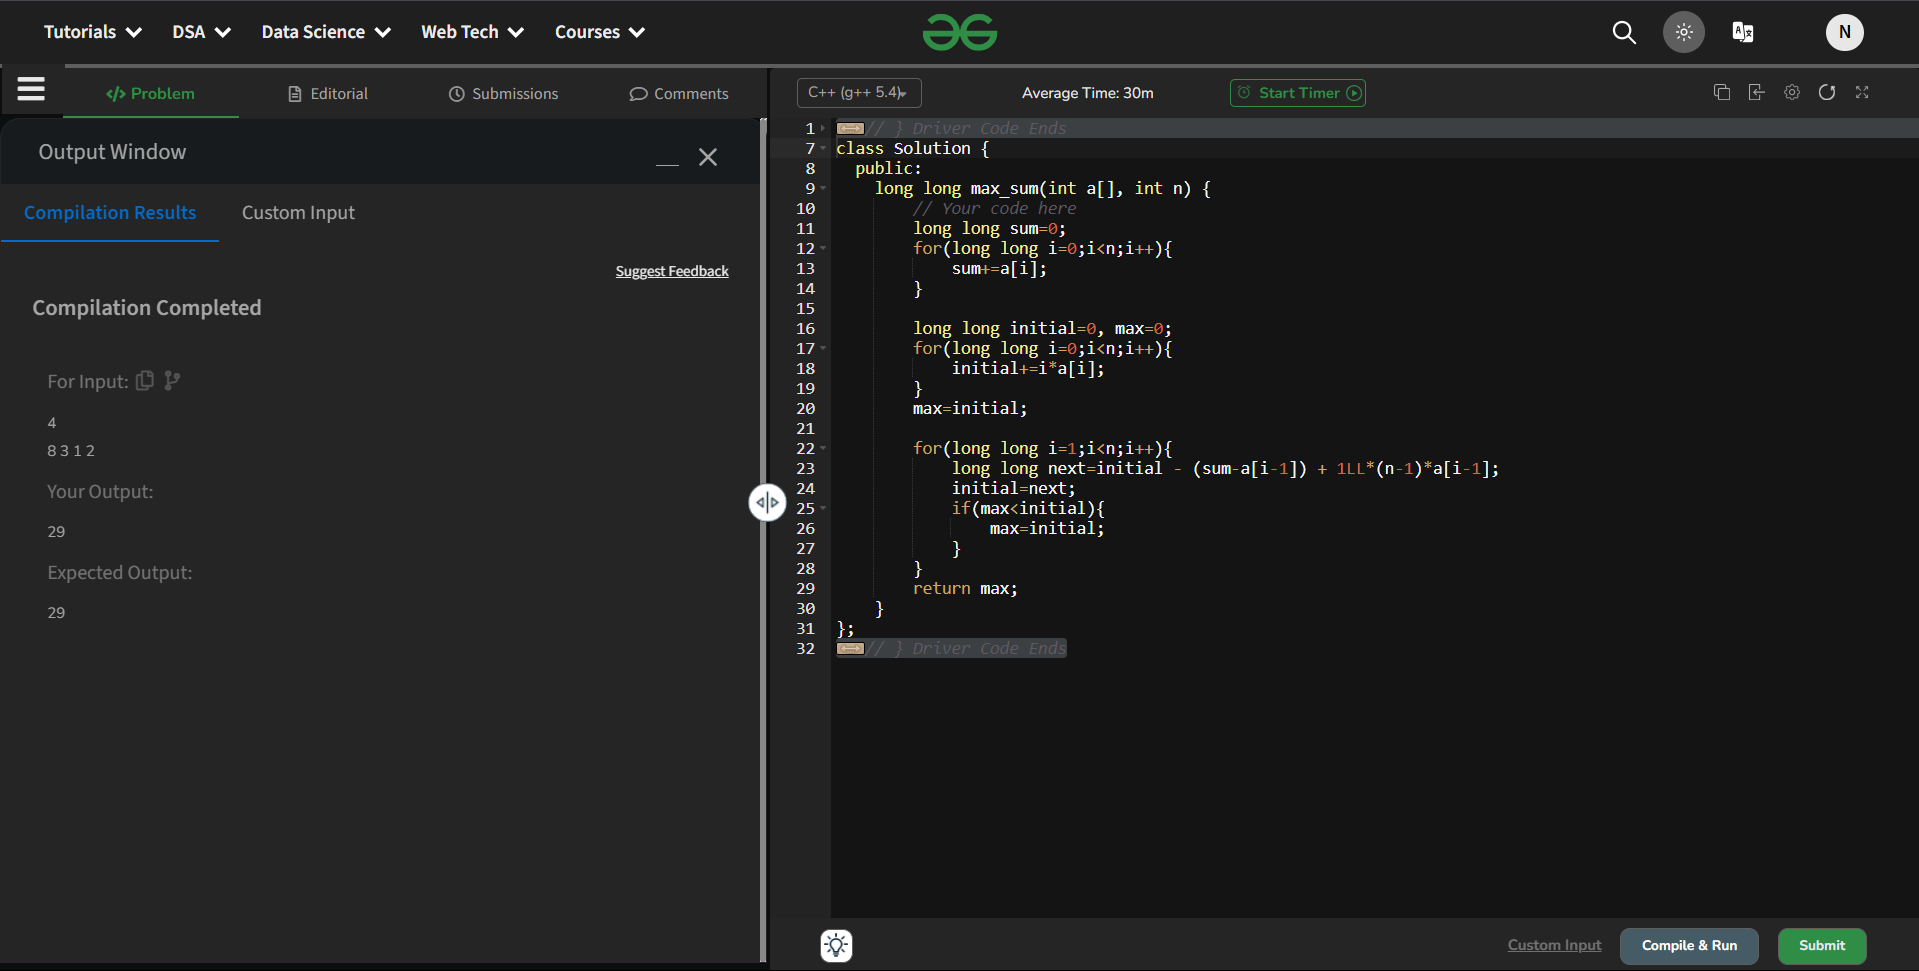 Tutorials DSA Data Science Web Tech Courses N
Problem Editorial Submissions Comments
Output Window
Compilation Results Custom Input
Suggest Feedback
Compilation Completed
For Input:
4
8 3 1 2
Your Output:
29
Expected Output:
29
C++ (g++ 5.4) Average Time: 30m Start Timer
1 // } Driver Code Ends
7 class Solution {
8 public:
9 long long max_sum(int a[], int n) {
10 // Your code here
11 long long sum=0;
12 for(long long i=0;i<n;i++){
13 sum+=a[i];
14 }
15
16 long long initial=0, max=0;
17 for(long long i=0;i<n;i++){
18 initial+=i*a[i];
19 }
20 max=initial;
21
22 for(long long i=1;i<n;i++){
23 long long next=initial - (sum-a[i-1]) + 1LL*(n-1)*a[i-1];
24 initial=next;
25 if(max<initial){
26 max=initial;
27 }
28 }
29 return max;
30 }
31 };
32 // } Driver Code Ends
Custom Input Compile & Run Submit